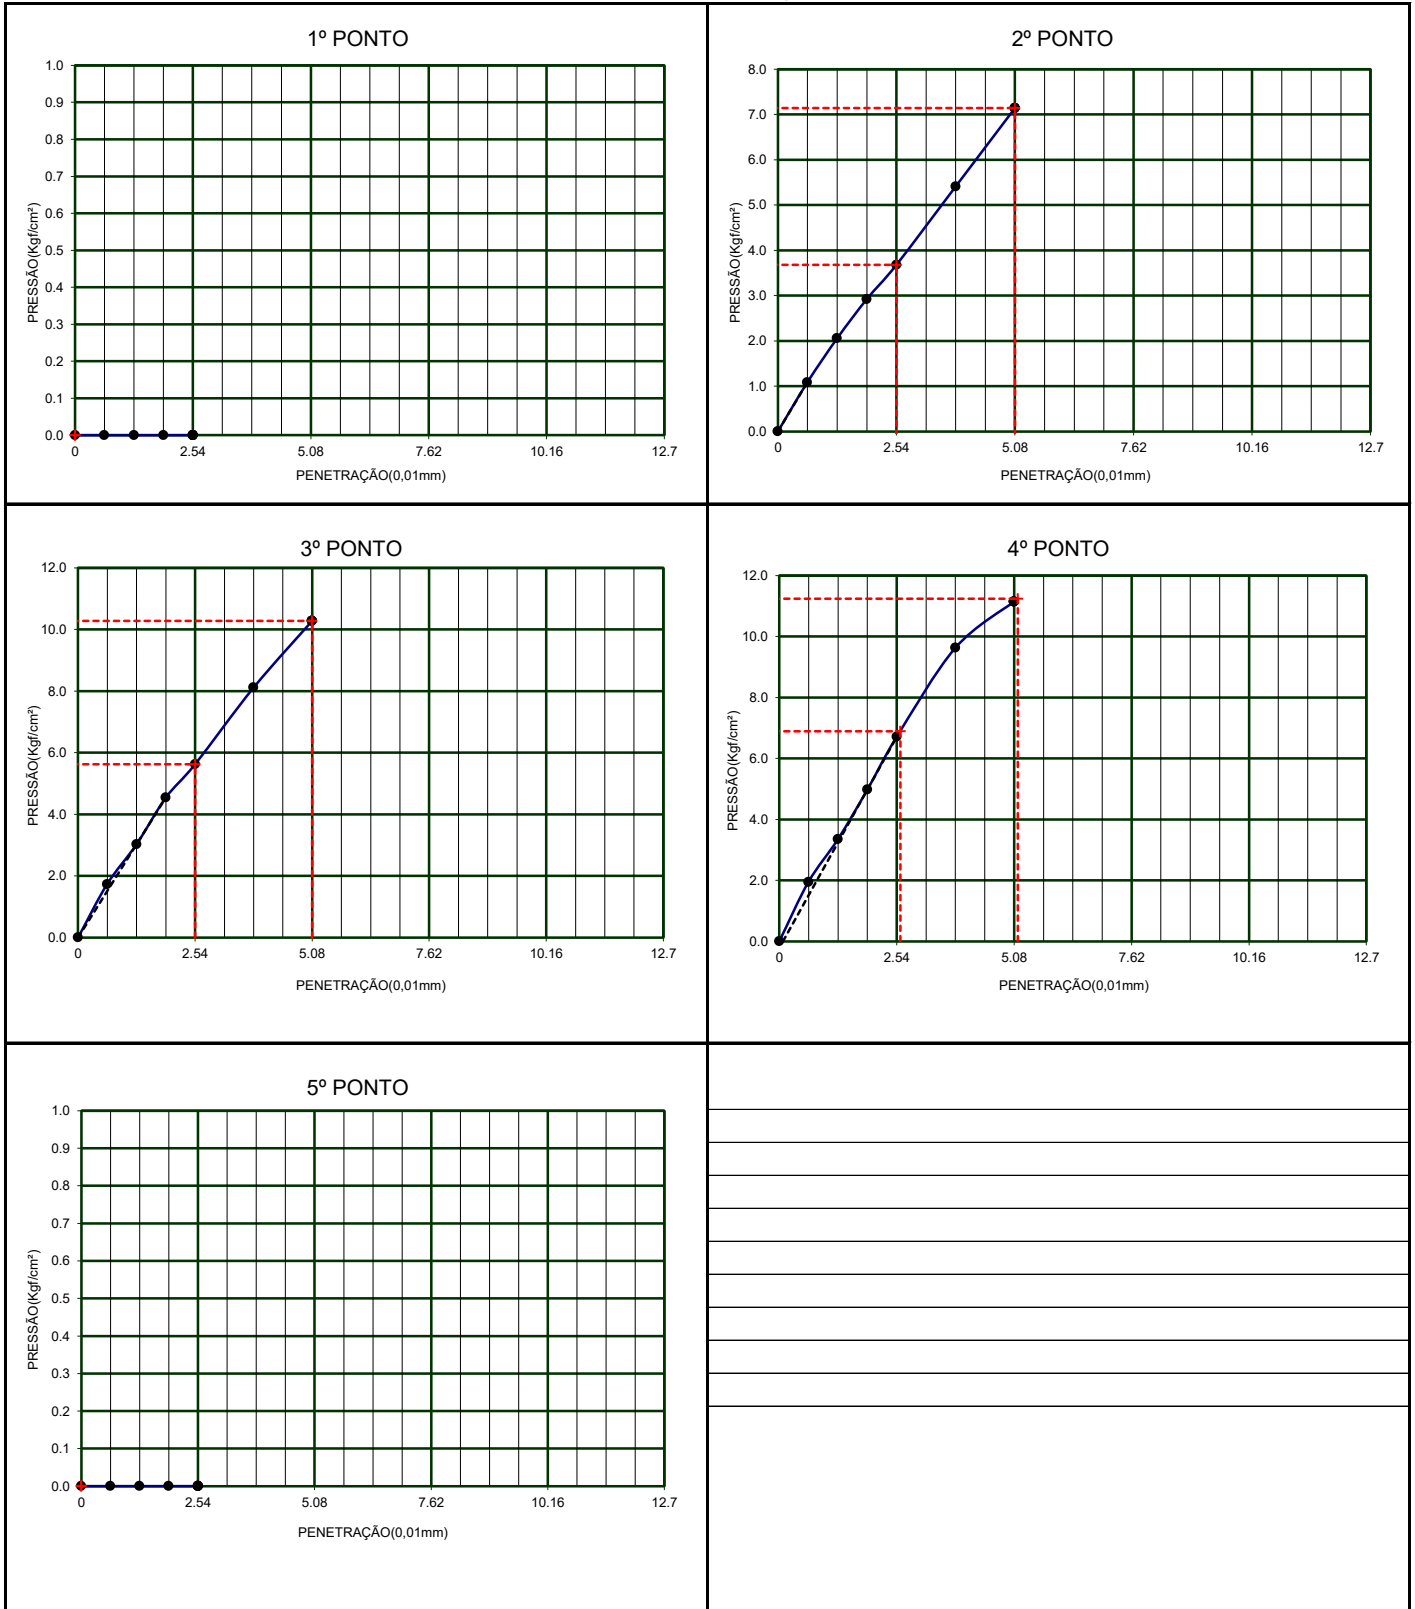 1º PONTO
1.0
0.9
0.8
0.7
0.6
0.5
0.4
0.3
0.2
0.1
0.0
PRESSÃO(Kgf/cm²)
0 2.54 5.08 7.62 10.16 12.7
PENETRAÇÃO(0,01mm)
2º PONTO
8.0
7.0
6.0
5.0
4.0
3.0
2.0
1.0
0.0
PRESSÃO(Kgf/cm²)
0 2.54 5.08 7.62 10.16 12.7
PENETRAÇÃO(0,01mm)
3º PONTO
12.0
10.0
8.0
6.0
4.0
2.0
0.0
PRESSÃO(Kgf/cm²)
0 2.54 5.08 7.62 10.16 12.7
PENETRAÇÃO(0,01mm)
4º PONTO
12.0
10.0
8.0
6.0
4.0
2.0
0.0
PRESSÃO(Kgf/cm²)
0 2.54 5.08 7.62 10.16 12.7
PENETRAÇÃO(0,01mm)
5º PONTO
1.0
0.9
0.8
0.7
0.6
0.5
0.4
0.3
0.2
0.1
0.0
PRESSÃO(Kgf/cm²)
0 2.54 5.08 7.62 10.16 12.7
PENETRAÇÃO(0,01mm)